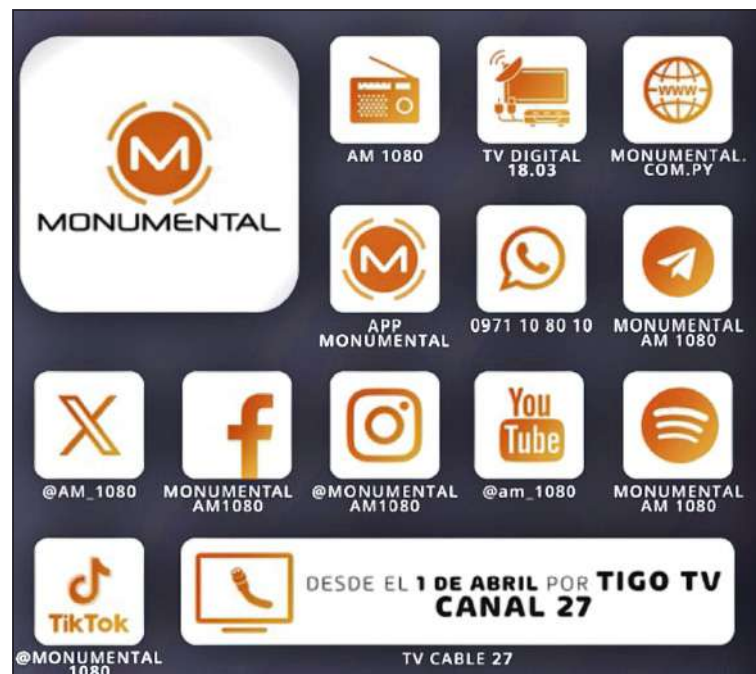 M
MONUMENTAL
AM 1080
TV DIGITAL
18.03
WWW
MONUMENTAL.
COM.PY
M
APP
MONUMENTAL
0971 10 80 10
MONUMENTAL
AM 1080
X
@AM_1080
f
MONUMENTAL
AM1080
@MONUMENTAL
AM1080
You
Tube
@am_1080
MONUMENTAL
AM 1080
TikTok
@MONUMENTAL
1080
DESDE EL 1 DE ABRIL POR TIGO TV
CANAL 27
TV CABLE 27